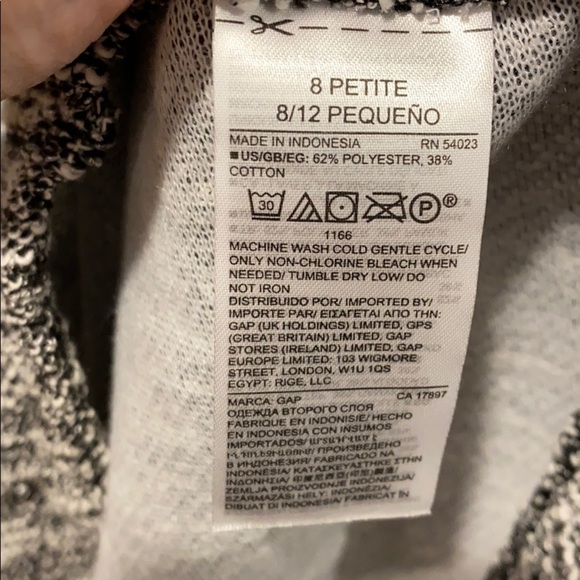 8 PETITE
8/12 PEQUEÑO
MADE IN INDONESIA RN 54023
US/GB/EG: 62% POLYESTER, 38%
COTTON
30 P ®
1166
MACHINE WASH COLD GENTLE CYCLE/
ONLY NON-CHLORINE BLEACH WHEN
NEEDED/ TUMBLE DRY LOW/ DO
NOT IRON
DISTRIBUIDO POR/ IMPORTED BY/
IMPORTE PAR/ ΕΙΣΑΓΕΤΑΙ ΑΠΟ ΤΗΝ:
GAP (UK HOLDINGS) LIMITED, GPS
(GREAT BRITAIN) LIMITED, GAP
STORES (IRELAND) LIMITED, GAP
EUROPE LIMITED: 103 WIGMORE
STREET, LONDON, W1U 1QS
EGYPT: RIGE, LLC
MARCA: GAP CA 17897
ОДЕЖДА ВТОРОГО СЛОЯ
FABRIQUE EN INDONISIE/ HECHO
EN INDONESIA CON INSUMOS
IMPORTADOS/
В ИНДОНЕЗИИ/ FABRICADO NA
INDONESIA/ ΚΑΤΑΣΚΕΥΑΣΤΗΚΕ ΣΤΗΝ
ΙΝΔΟΝΗΣΙΑ/
ZEMLJA PROIZVODNJE INDONEZIJA/
SZÁRMAZÁSI HELY: INDONÉZIA/
DIBUAT DI INDONESIA/ FABRICAT ÎN